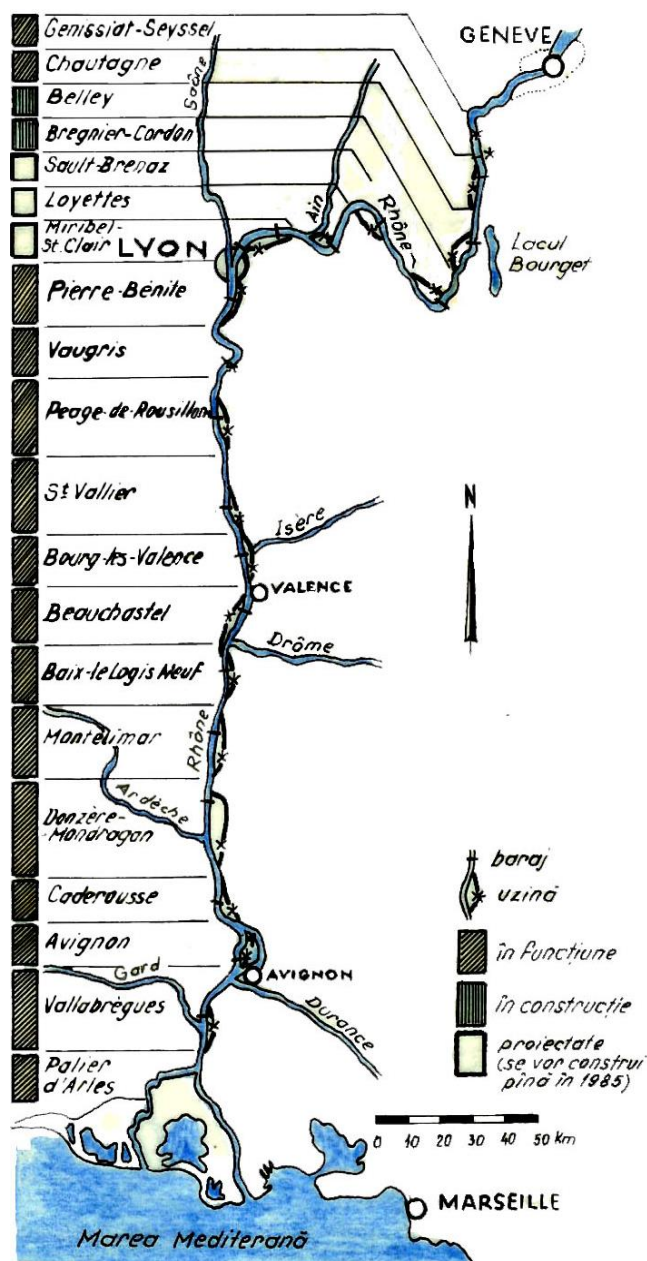 Genissiat-Seyssel
Chautagne
Belley
Bregnier-Cordon
Sault-Brenaz
Loyettes
Miribel-
St. Clair
LYON
Pierre-Bénite
Vaugris
Peage-de-Rousillon
St Vallier
Bourg-lès-Valence
Beauchastel
Baix-le Logis Neuf
Montelimar
Donzère-
Mondragon
Caderousse
Avignon
Vallabrègues
Palier
d'Arles
GENEVE
Saône
Ain
Rhône
Lacul
Bourget
N
Isère
VALENCE
Drôme
Rhône
Ardèche
AVIGNON
Gard
Durance
baraj
uzină
în funcțiune
în construcție
proiectate
(se vor construi
pînă în 1985)
0 10 20 30 40 50 km
MARSEILLE
Marea Mediterană